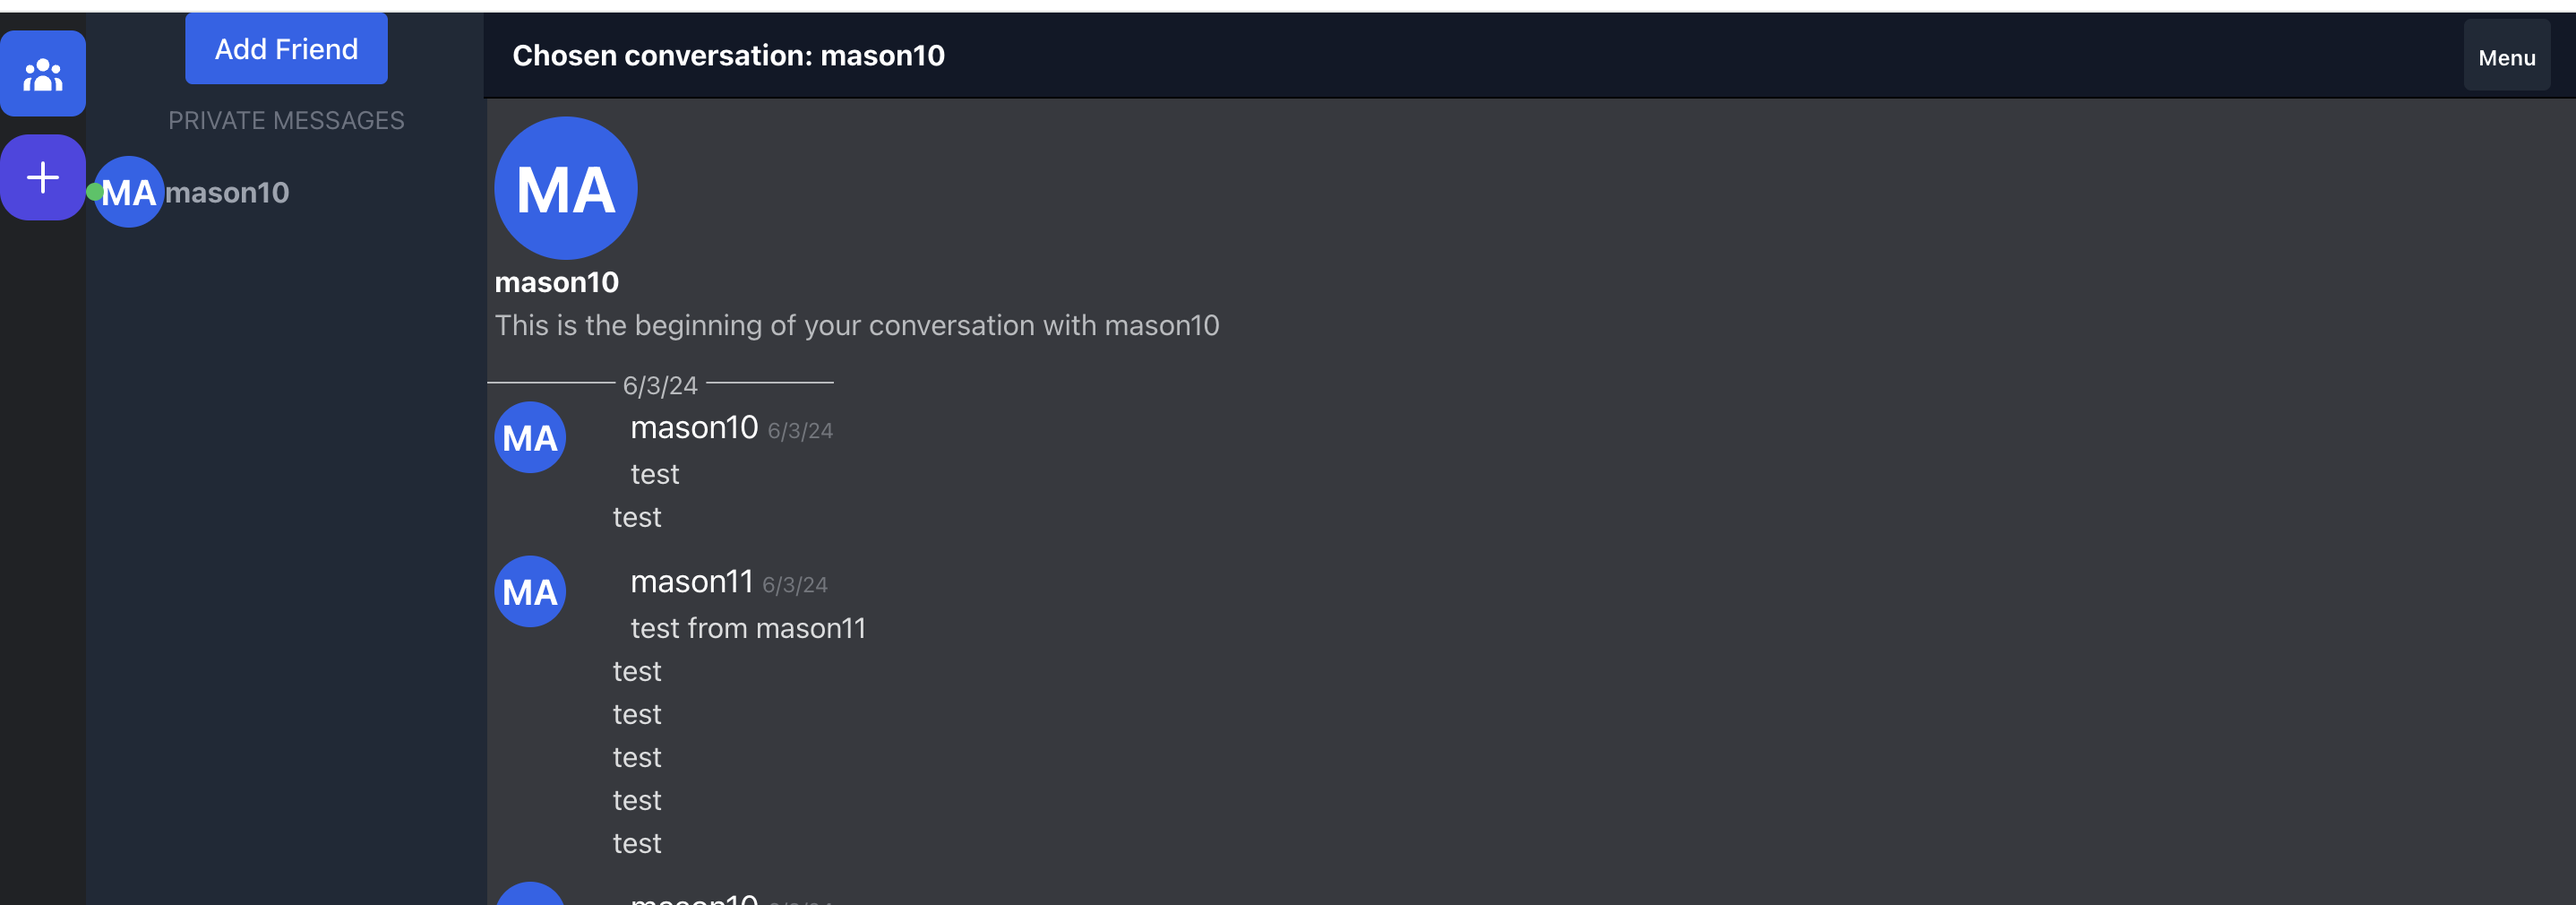 Add Friend
PRIVATE MESSAGES
MA mason10
Chosen conversation: mason10
Menu
MA
mason10
This is the beginning of your conversation with mason10
6/3/24
MA
mason10 6/3/24
test
test
MA
mason11 6/3/24
test from mason11
test
test
test
test
test
mason10